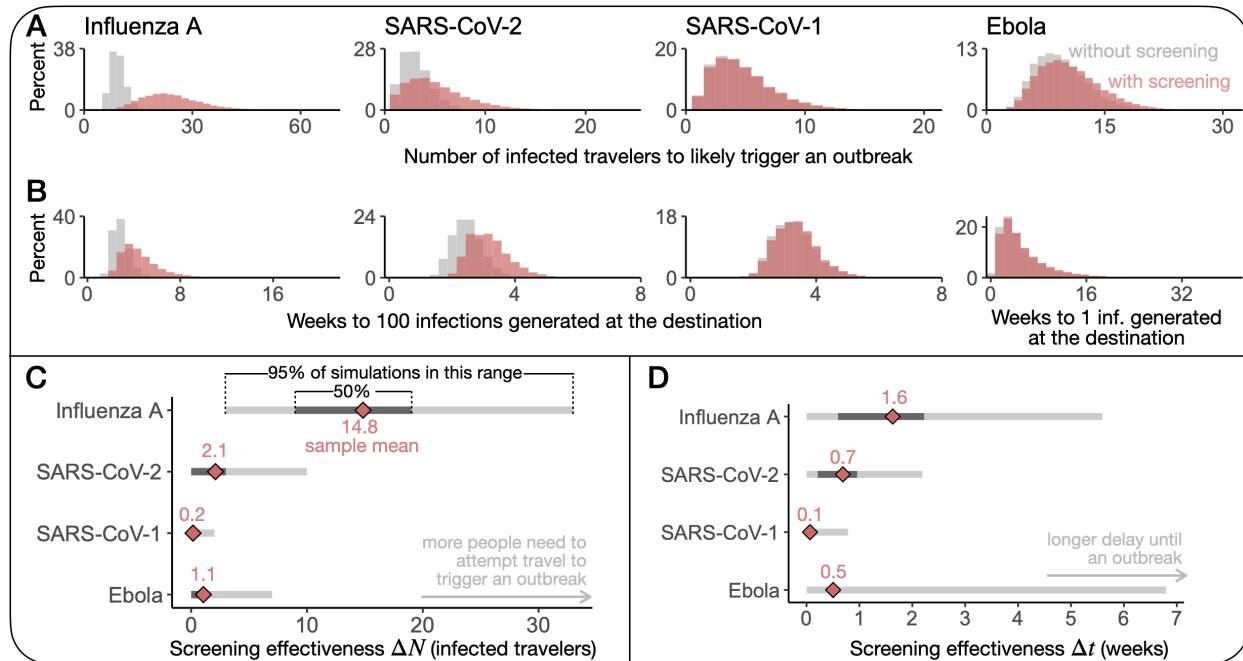 A
Influenza A
SARS-CoV-2
SARS-CoV-1
Ebola
Percent
38
0
0
30
60
28
0
0
10
20
20
0
0
10
20
13
0
0
15
30
without screening
with screening
Number of infected travelers to likely trigger an outbreak
B
Percent
40
0
0
8
16
24
0
0
4
8
18
0
0
4
8
20
0
0
16
32
Weeks to 100 infections generated at the destination
Weeks to 1 inf. generated
at the destination
C
95% of simulations in this range
50%
Influenza A
14.8
sample mean
SARS-CoV-2
2.1
SARS-CoV-1
0.2
Ebola
1.1
more people need to
attempt travel to
trigger an outbreak
0
10
20
30
Screening effectiveness ΔN (infected travelers)
D
Influenza A
1.6
SARS-CoV-2
0.7
SARS-CoV-1
0.1
Ebola
0.5
longer delay until
an outbreak
0
1
2
3
4
5
6
7
Screening effectiveness Δt (weeks)